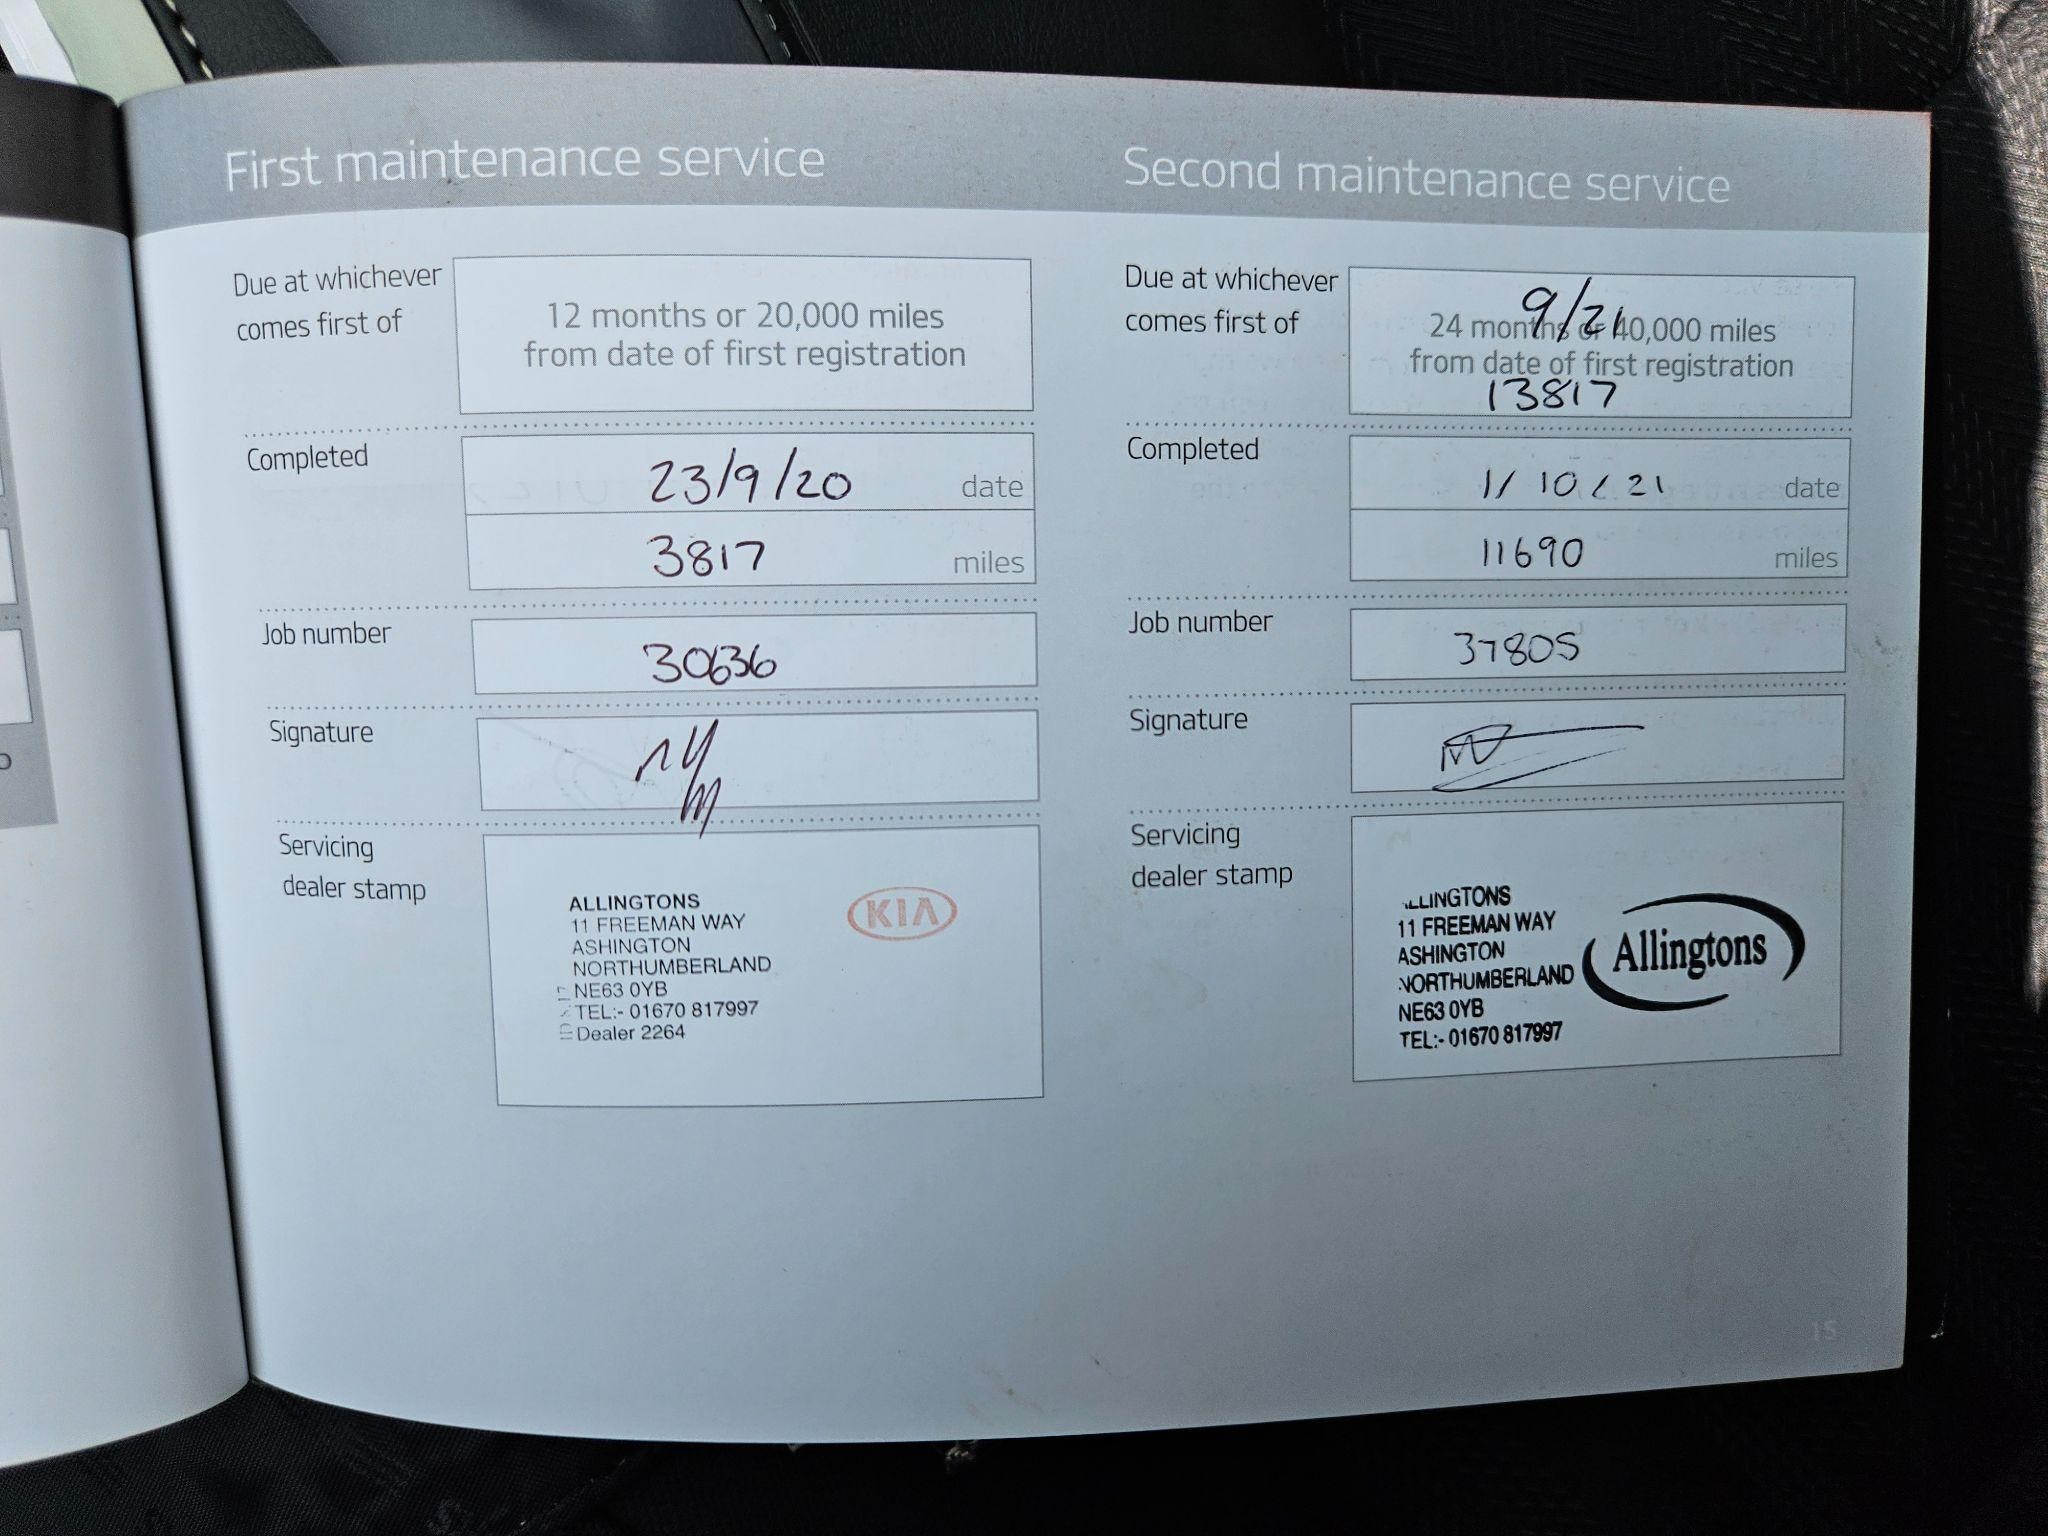 First maintenance service
Due at whichever
comes first of
12 months or 20,000 miles
from date of first registration
Completed
23/9/20 date
3817 miles
Job number
30636
Signature
Servicing
dealer stamp
ALLINGTONS
11 FREEMAN WAY
ASHINGTON
NORTHUMBERLAND
NE63 0YB
TEL:- 01670 817997
Dealer 2264
KIA
Second maintenance service
Due at whichever
comes first of
9/21
24 months or 40,000 miles
from date of first registration
13817
Completed
1/10/21 date
11690 miles
Job number
37805
Signature
Servicing
dealer stamp
LLINGTONS
11 FREEMAN WAY
ASHINGTON
NORTHUMBERLAND
NE63 0YB
TEL:- 01670 817997
Allingtons
15